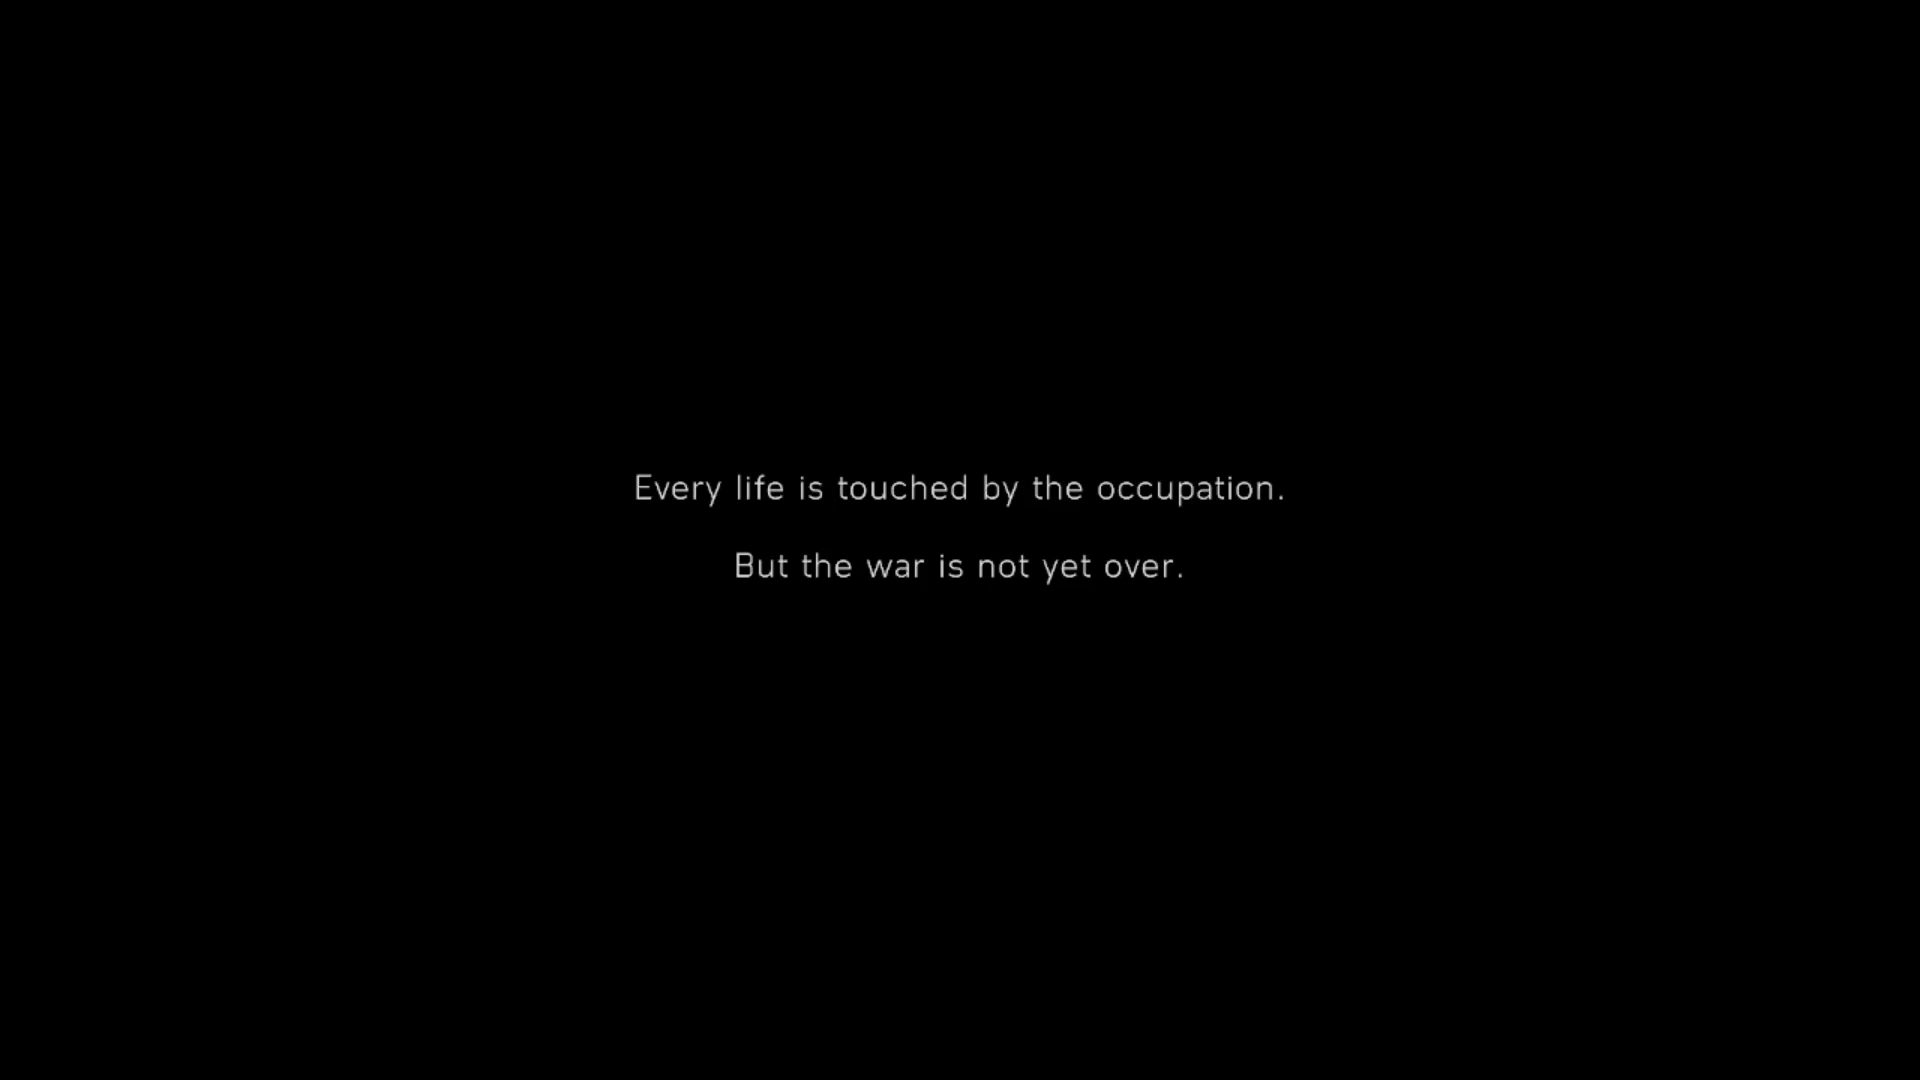 Every life is touched by the occupation.
But the war is not yet over.